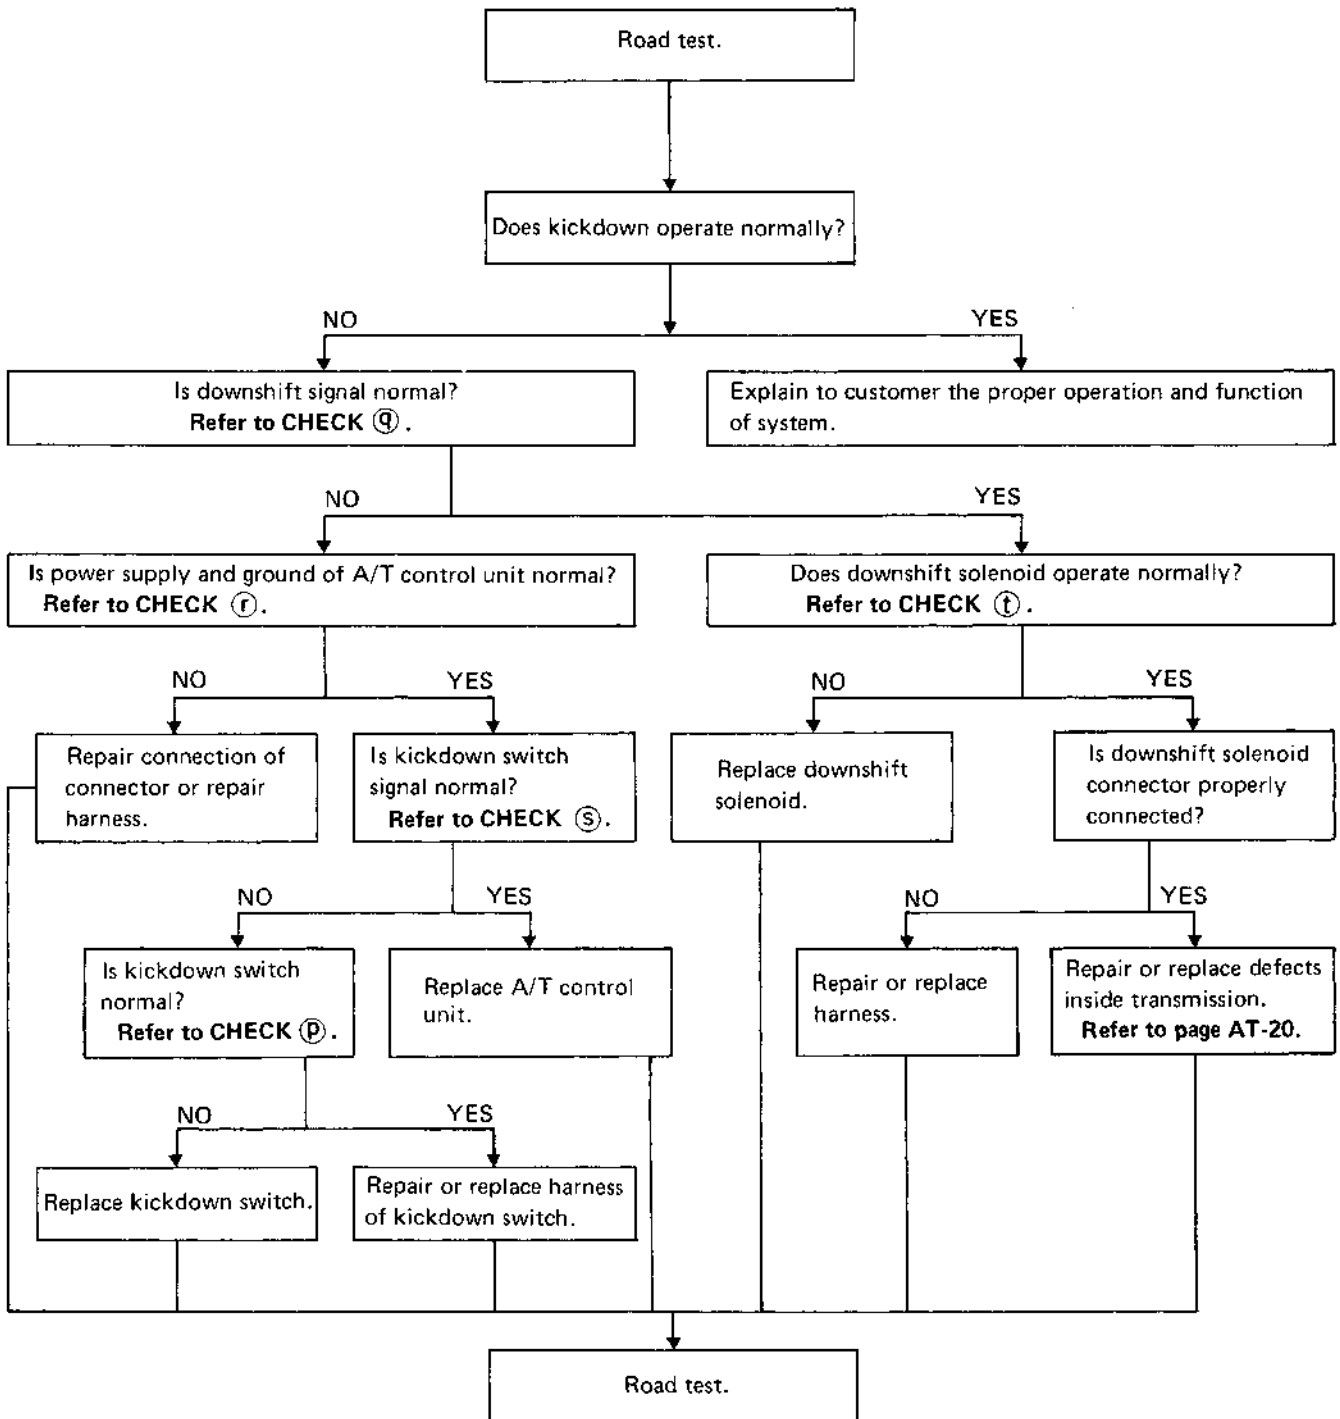 Road test.
Does kickdown operate normally?
NO
YES
Is downshift signal normal?
Refer to CHECK ⓠ.
Explain to customer the proper operation and function
of system.
NO
YES
Is power supply and ground of A/T control unit normal?
Refer to CHECK ⓡ.
Does downshift solenoid operate normally?
Refer to CHECK ⓣ.
NO
YES
NO
YES
Repair connection of
connector or repair
harness.
Is kickdown switch
signal normal?
Refer to CHECK ⓢ.
Replace downshift
solenoid.
Is downshift solenoid
connector properly
connected?
NO
YES
NO
YES
Is kickdown switch
normal?
Refer to CHECK ⓟ.
Replace A/T control
unit.
Repair or replace
harness.
Repair or replace defects
inside transmission.
Refer to page AT-20.
NO
YES
Replace kickdown switch.
Repair or replace harness
of kickdown switch.
Road test.